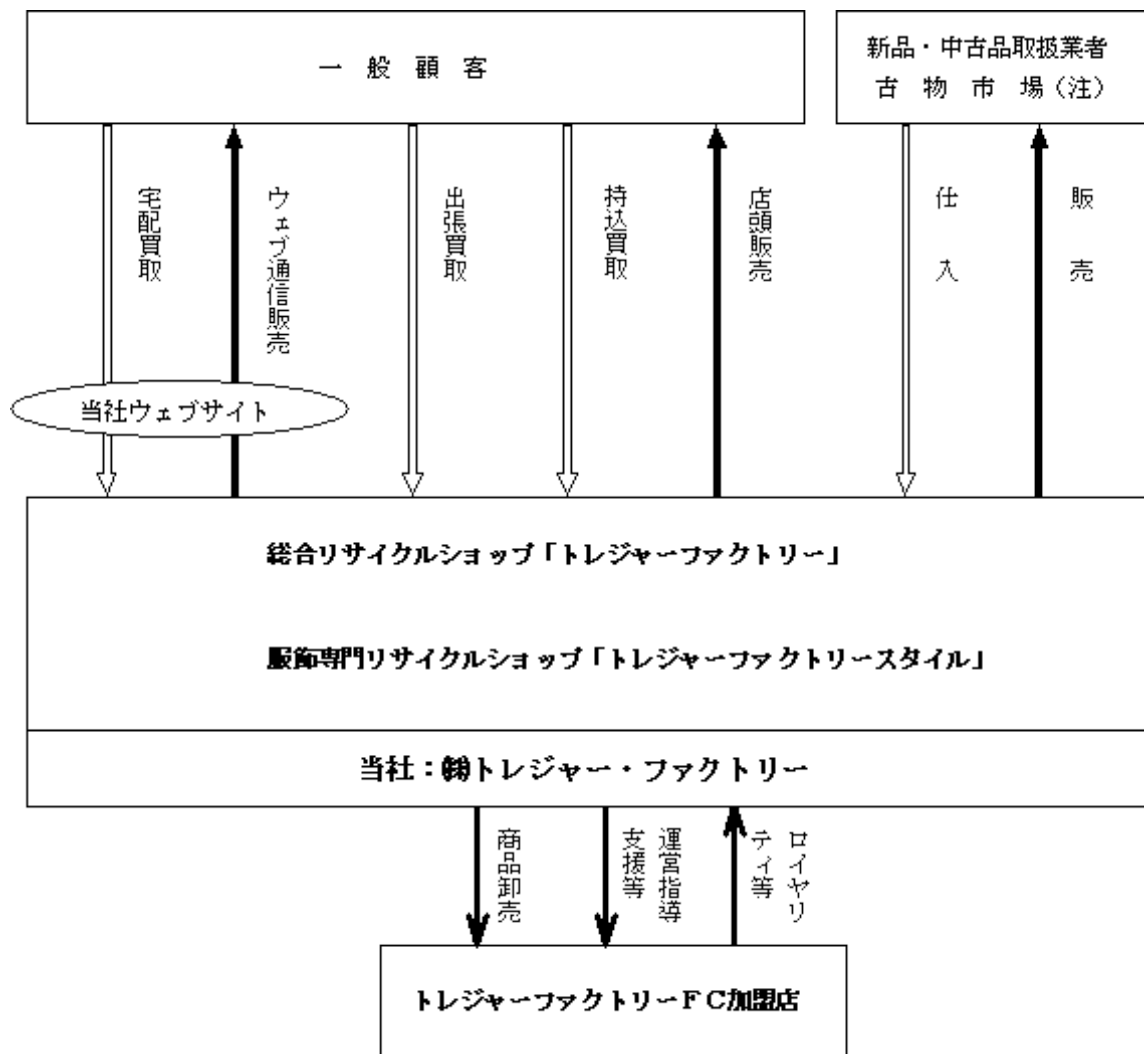 一般顧客
新品・中古品取扱業者
古物市場（注）
宅配買取
ウェブ通信販売
出張買取
持込買取
店頭販売
仕入
販売
当社ウェブサイト
総合リサイクルショップ「トレジャーファクトリー」
服飾専門リサイクルショップ「トレジャーファクトリースタイル」
当社：㈱トレジャー・ファクトリー
商品卸売
運営指導
支援等
ロイヤリ
ティ等
トレジャーファクトリーＦＣ加盟店